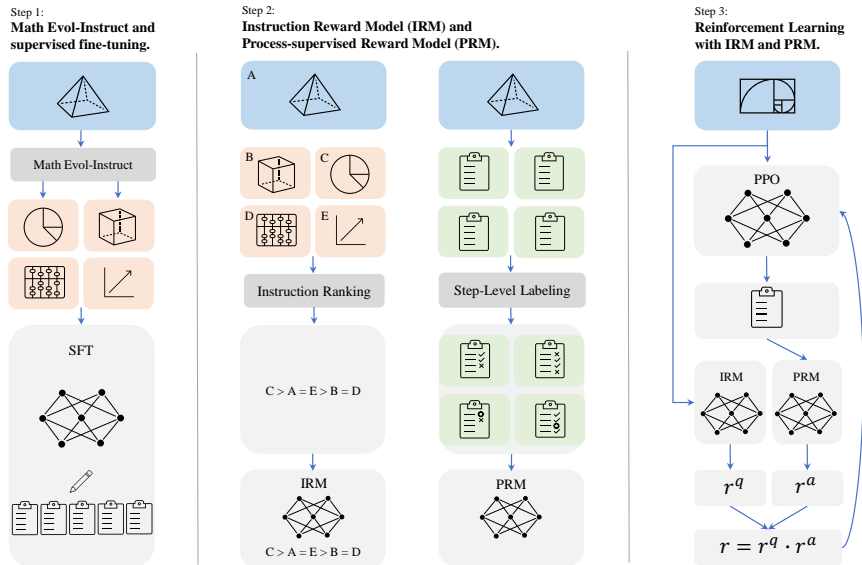 Step 1:
Math Evol-Instruct and
supervised fine-tuning.
Math Evol-Instruct
SFT
Step 2:
Instruction Reward Model (IRM) and
Process-supervised Reward Model (PRM).
A
B
C
D
E
Instruction Ranking
C > A = E > B = D
IRM
C > A = E > B = D
Step-Level Labeling
PRM
Step 3:
Reinforcement Learning
with IRM and PRM.
PPO
IRM
PRM
r^q
r^a
r = r^q · r^a